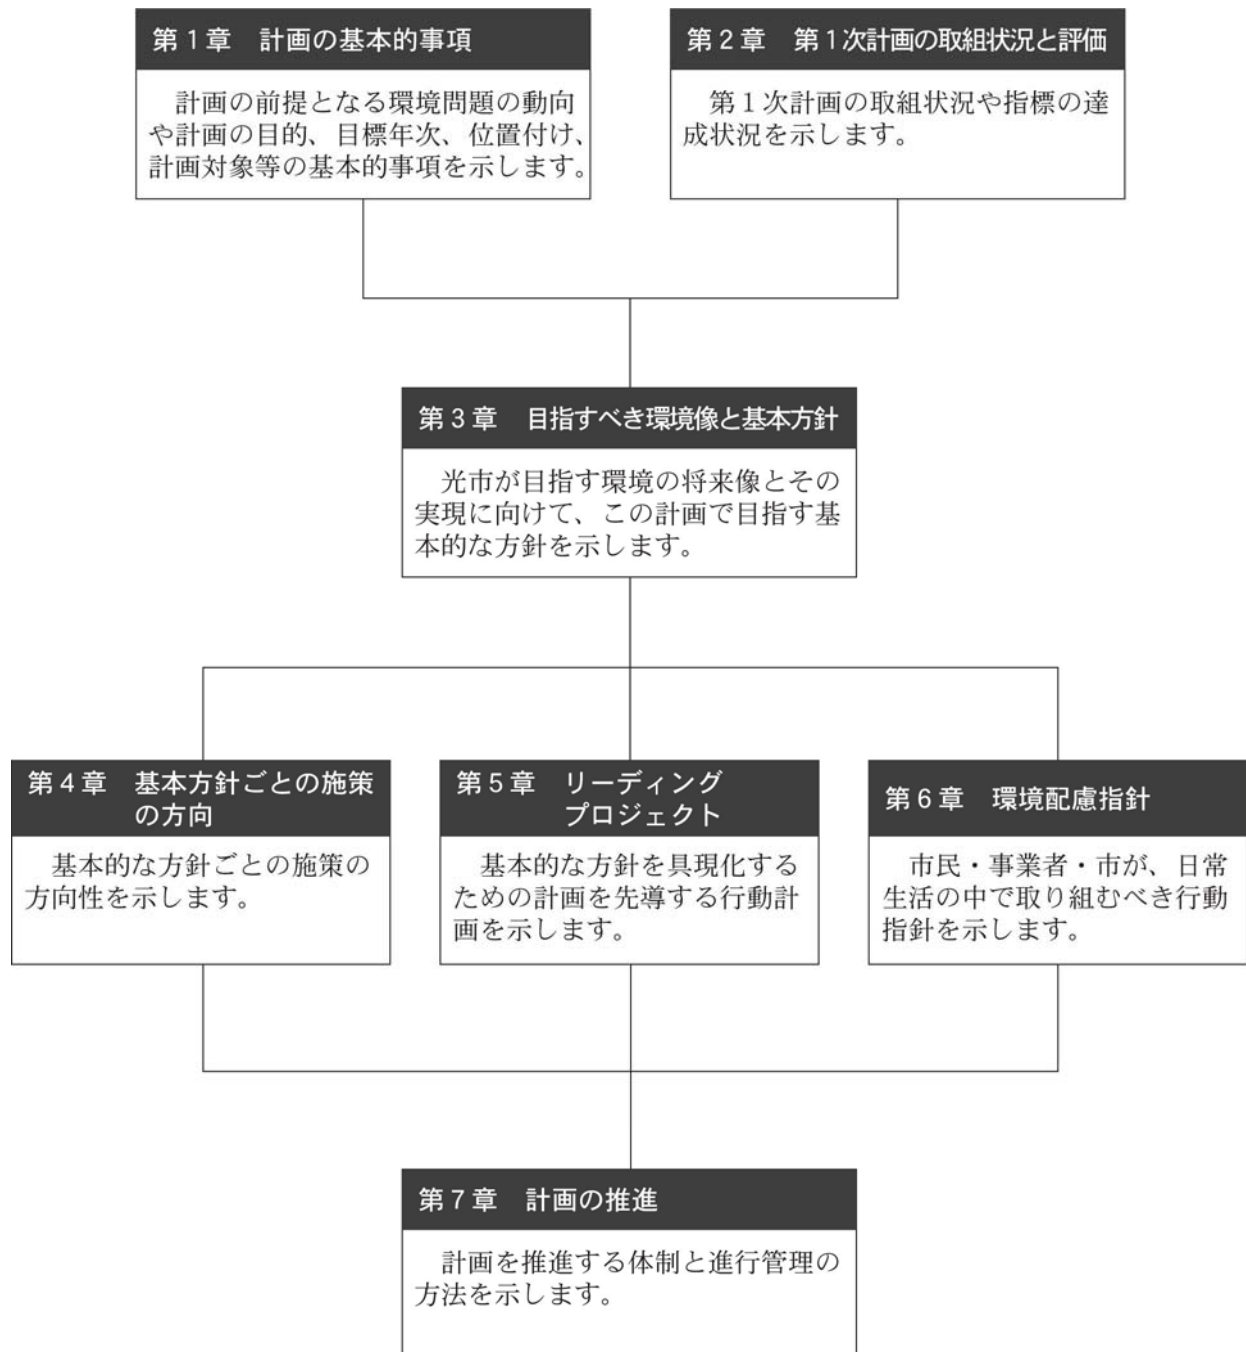 第1章　計画の基本的事項
計画の前提となる環境問題の動向
や計画の目的、目標年次、位置付け、
計画対象等の基本的事項を示します。
第2章　第1次計画の取組状況と評価
第1次計画の取組状況や指標の達
成状況を示します。
第3章　目指すべき環境像と基本方針
光市が目指す環境の将来像とその
実現に向けて、この計画で目指す基
本的な方針を示します。
第4章　基本方針ごとの施策
の方向
基本的な方針ごとの施策の
方向性を示します。
第5章　リーディング
プロジェクト
基本的な方針を具現化する
ための計画を先導する行動計
画を示します。
第6章　環境配慮指針
市民・事業者・市が、日常
生活の中で取り組むべき行動
指針を示します。
第7章　計画の推進
計画を推進する体制と進行管理の
方法を示します。